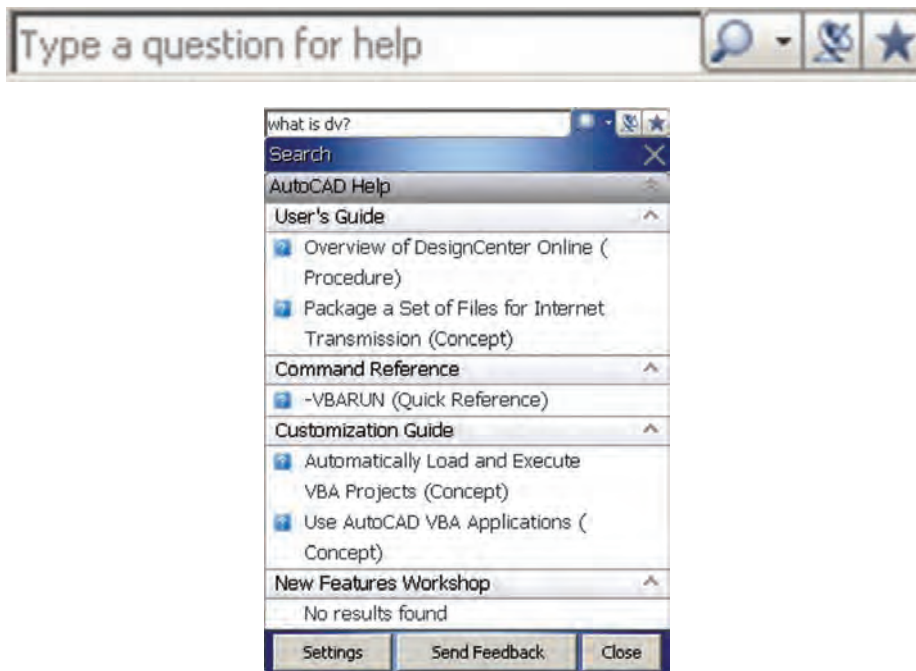 Type a question for help
what is dv?
Search
AutoCAD Help
User's Guide
Overview of DesignCenter Online (
Procedure)
Package a Set of Files for Internet
Transmission (Concept)
Command Reference
-VBARUN (Quick Reference)
Customization Guide
Automatically Load and Execute
VBA Projects (Concept)
Use AutoCAD VBA Applications (
Concept)
New Features Workshop
No results found
Settings Send Feedback Close